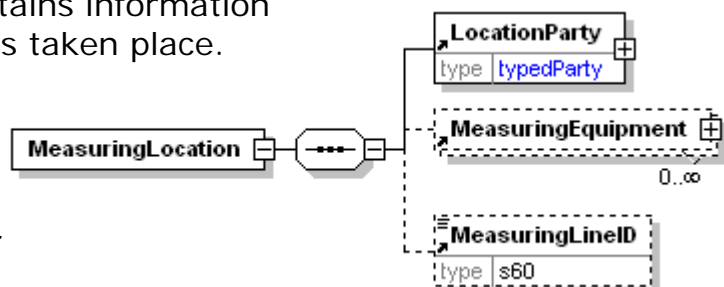 tains information
s taken place.
LocationParty
type typedParty
MeasuringEquipment
0..∞
MeasuringLocation
MeasuringLineID
type s60